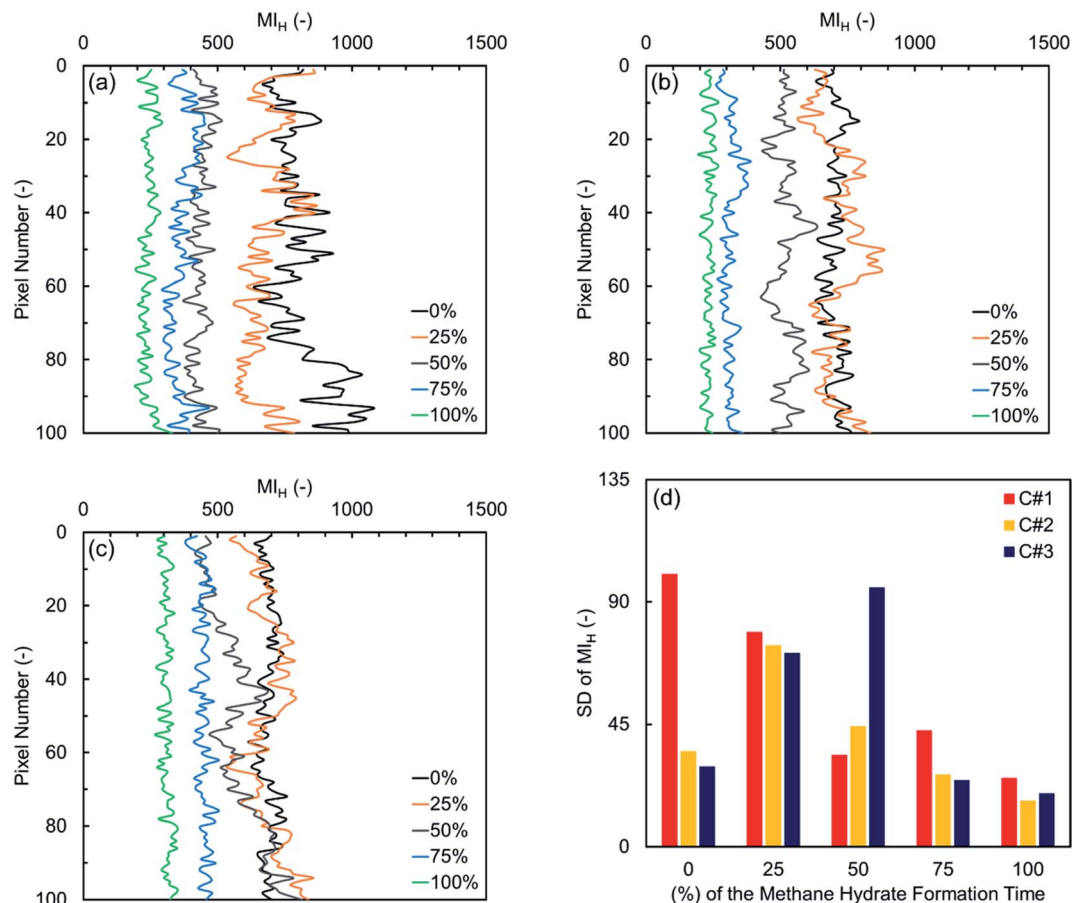 MI_H (-)
0 500 1000 1500
(a)
0
20
40
60
80
100
Pixel Number (-)
0%
25%
50%
75%
100%
MI_H (-)
0 500 1000 1500
(b)
0
20
40
60
80
100
Pixel Number (-)
0%
25%
50%
75%
100%
MI_H (-)
0 500 1000 1500
(c)
0
20
40
60
80
100
Pixel Number (-)
0%
25%
50%
75%
100%
(d)
135
90
45
0
SD of MI_H (-)
C#1
C#2
C#3
0 25 50 75 100
(%) of the Methane Hydrate Formation Time